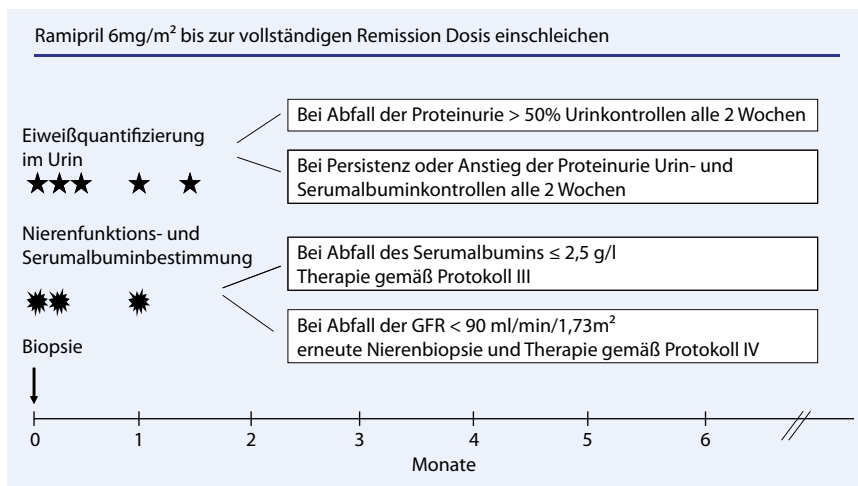 Ramipril 6mg/m² bis zur vollständigen Remission Dosis einschleichen
Eiweißquantifizierung
im Urin
Bei Abfall der Proteinurie > 50% Urinkontrollen alle 2 Wochen
Bei Persistenz oder Anstieg der Proteinurie Urin- und
Serumalbuminkontrollen alle 2 Wochen
Nierenfunktions- und
Serumalbuminbestimmung
Bei Abfall des Serumalbumins ≤ 2,5 g/l
Therapie gemäß Protokoll III
Bei Abfall der GFR < 90 ml/min/1,73m²
erneute Nierenbiopsie und Therapie gemäß Protokoll IV
Biopsie
0 1 2 3 4 5 6
Monate